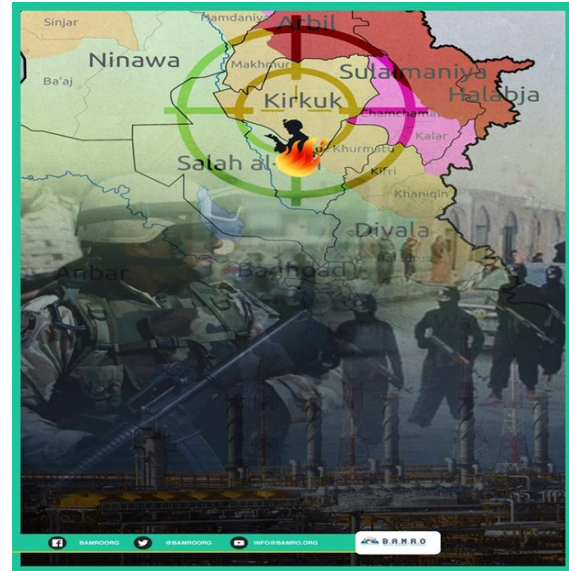 Sinjar
Hamdaniya
Arbil
Ninawa
Makhmur
Sulaimaniya
Ba'aj
Halabja
Kirkuk
Chamchamal
Kalar
Khurmatu
Salah al-
Kifri
Khaniqin
Diyala
Anbar
Baghdad
BAMROORG
@BAMROORG
INFO@BAMRO.ORG
B.A.M.R.O